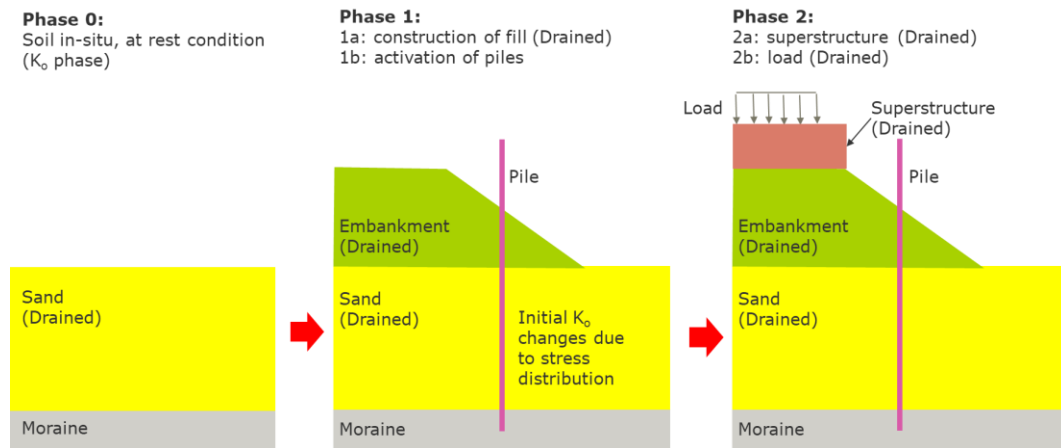 Phase 0:
Soil in-situ, at rest condition
(Ko phase)
Sand
(Drained)
Moraine
Phase 1:
1a: construction of fill (Drained)
1b: activation of piles
Pile
Embankment
(Drained)
Sand
(Drained)
Initial Ko
changes due
to stress
distribution
Moraine
Phase 2:
2a: superstructure (Drained)
2b: load (Drained)
Load
Superstructure
(Drained)
Pile
Embankment
(Drained)
Sand
(Drained)
Moraine